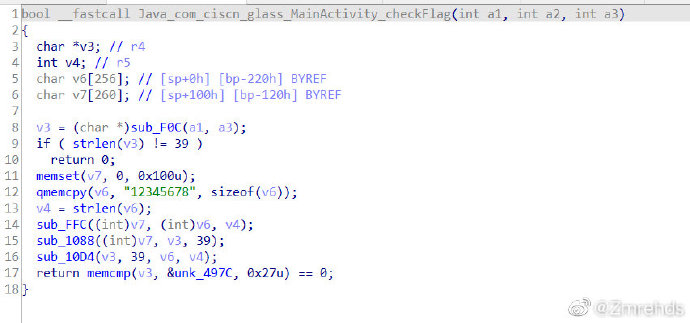 1 bool __fastcall Java_com_ciscn_glass_MainActivity_checkFlag(int a1, int a2, int a3)
2 {
3 char *v3; // r4
4 int v4; // r5
5 char v6[256]; // [sp+0h] [bp-220h] BYREF
6 char v7[260]; // [sp+100h] [bp-120h] BYREF
7
8 v3 = (char *)sub_F0C(a1, a3);
9 if ( strlen(v3) != 39 )
10 return 0;
11 memset(v7, 0, 0x100u);
12 qmemcpy(v6, "12345678", sizeof(v6));
13 v4 = strlen(v6);
14 sub_FFC((int)v7, (int)v6, v4);
15 sub_1088((int)v7, v3, 39);
16 sub_10D4(v3, 39, v6, v4);
17 return memcmp(v3, &unk_497C, 0x27u) == 0;
18 }
@Zmrehds